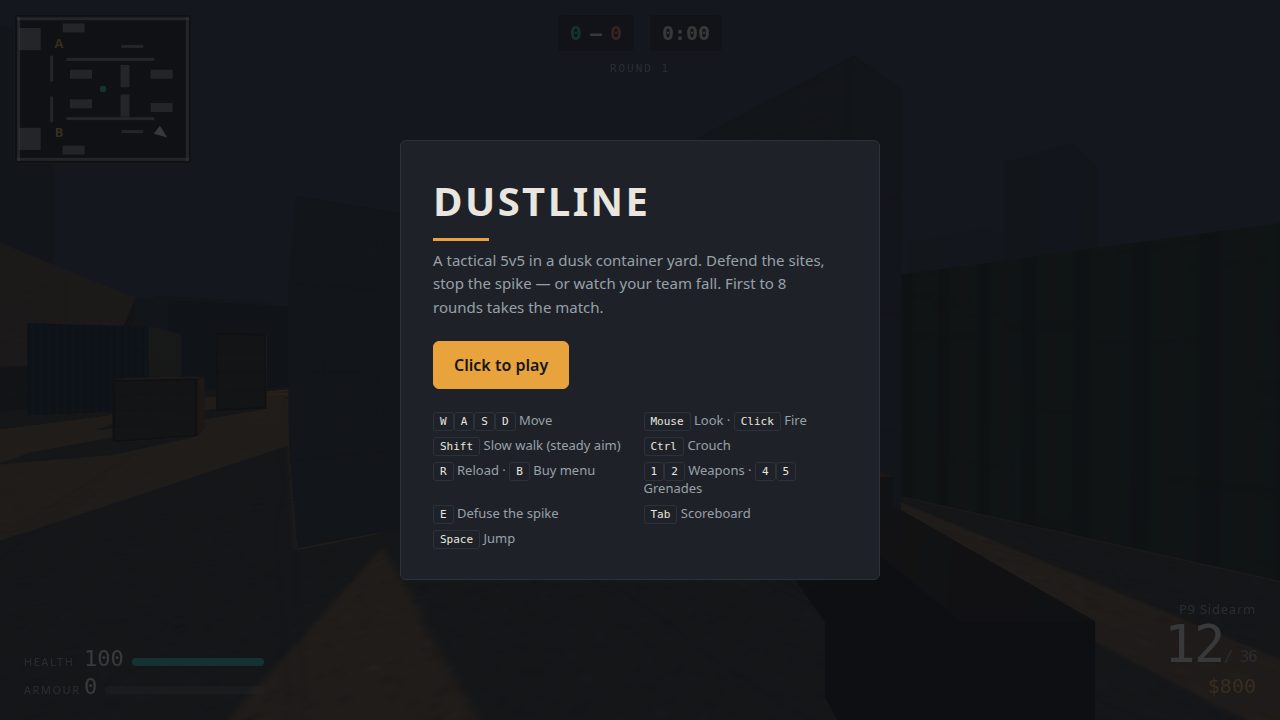 A
B
0 — 0
0:00
ROUND 1
DUSTLINE
A tactical 5v5 in a dusk container yard. Defend the sites,
stop the spike — or watch your team fall. First to 8
rounds takes the match.
Click to play
W A S D Move
Mouse Look · Click Fire
Shift Slow walk (steady aim)
Ctrl Crouch
R Reload · B Buy menu
1 2 Weapons · 4 5
Grenades
E Defuse the spike
Tab Scoreboard
Space Jump
HEALTH 100
ARMOUR 0
P9 Sidearm
12 / 36
$800